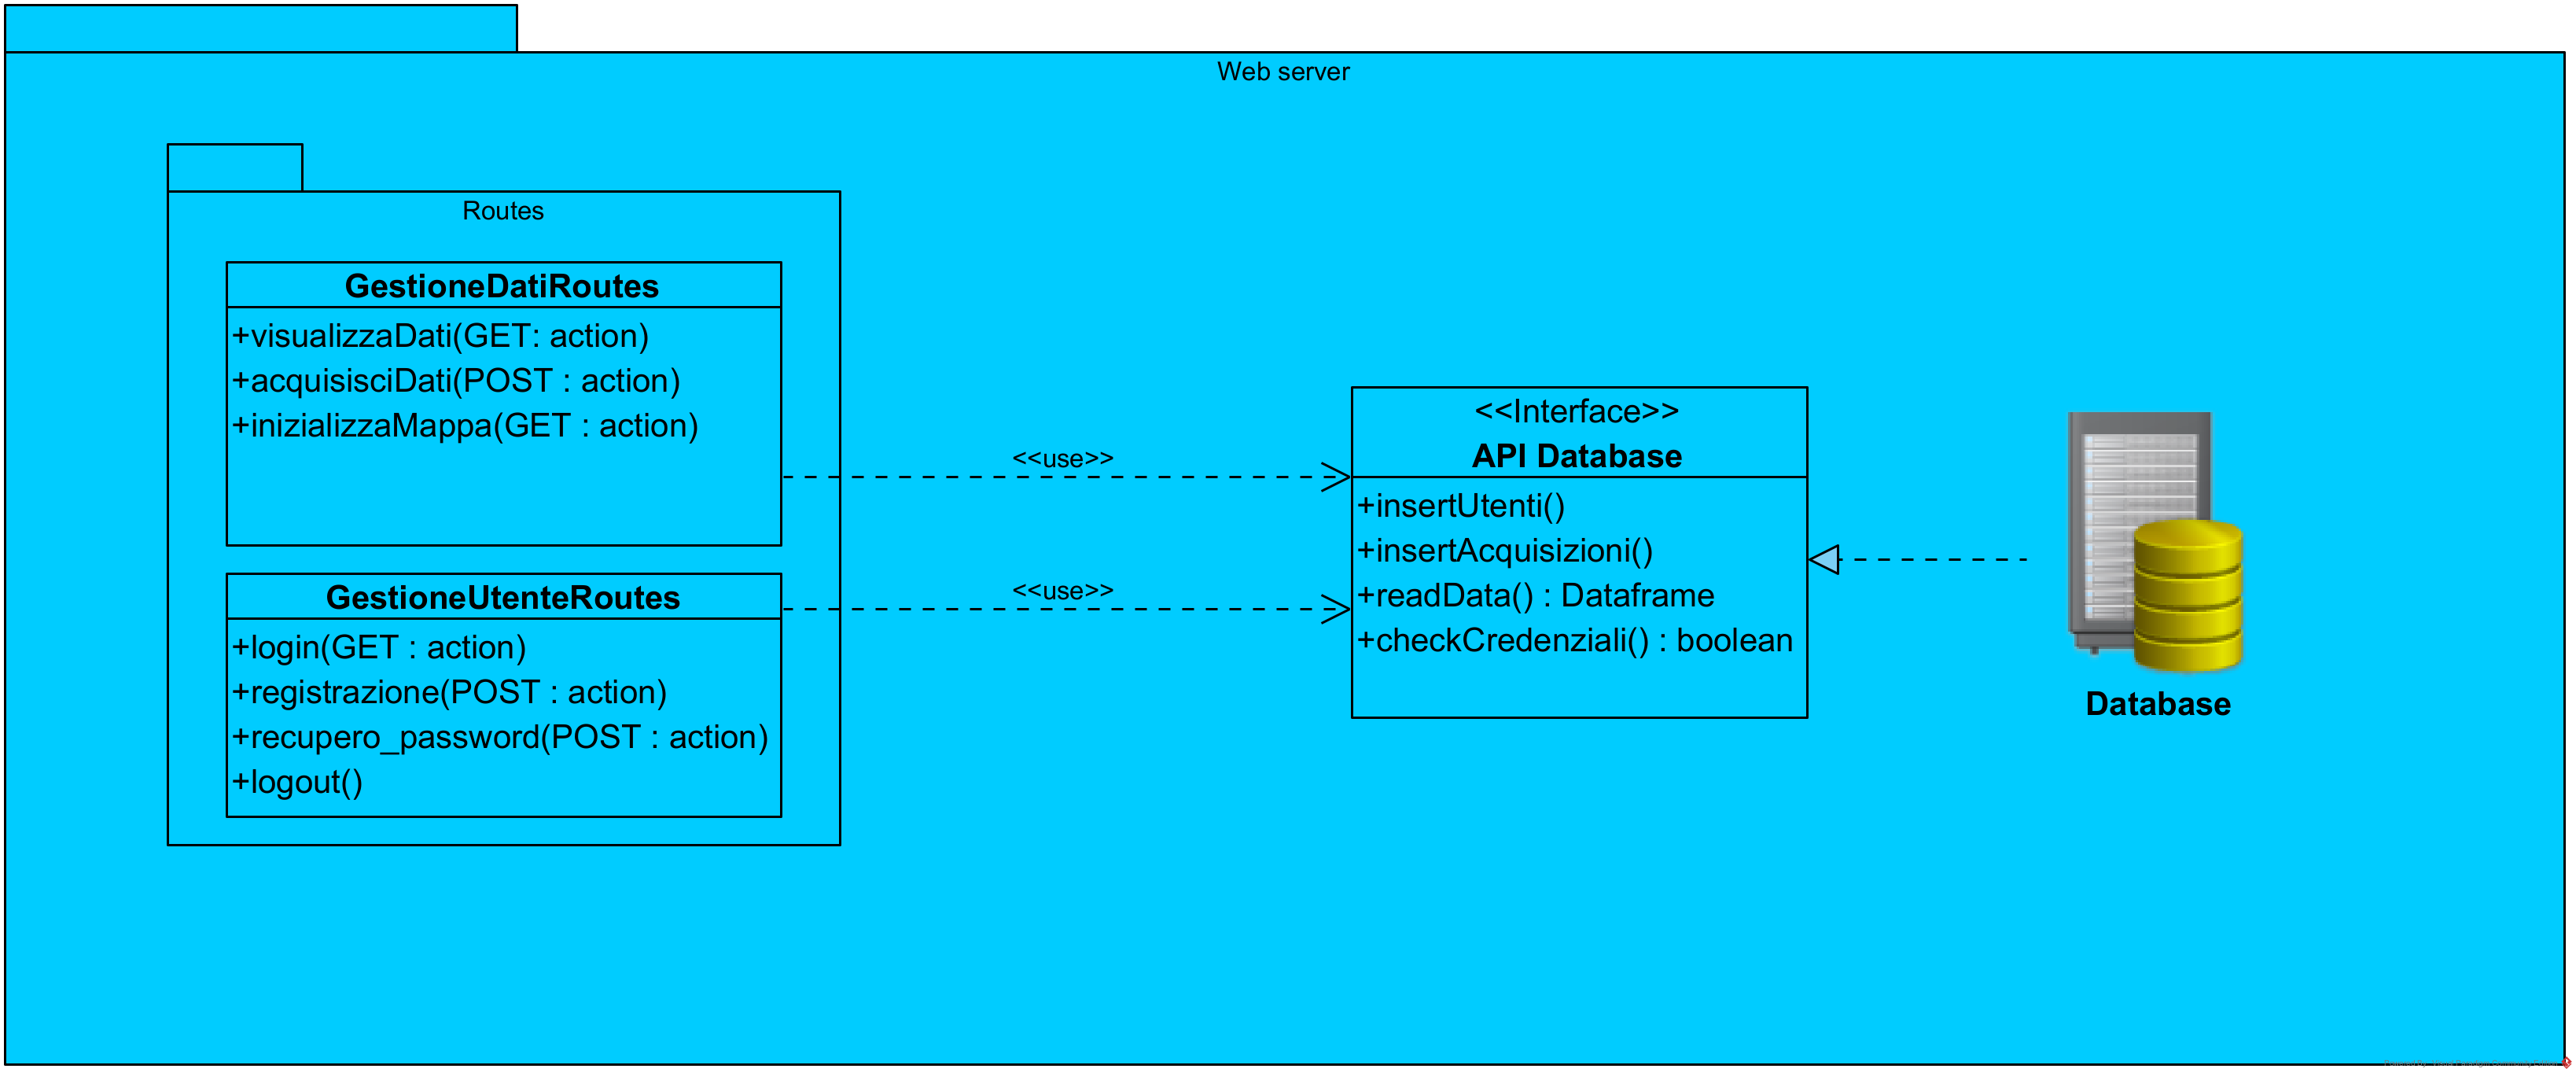 Web server
Routes
GestioneDatiRoutes
+visualizzaDati(GET: action)
+acquisisciDati(POST : action)
+inizializzaMappa(GET : action)
GestioneUtenteRoutes
+login(GET : action)
+registrazione(POST : action)
+recupero_password(POST : action)
+logout()
<<use>>
<<use>>
<<Interface>>
API Database
+insertUtenti()
+insertAcquisizioni()
+readData() : Dataframe
+checkCredenziali() : boolean
Database